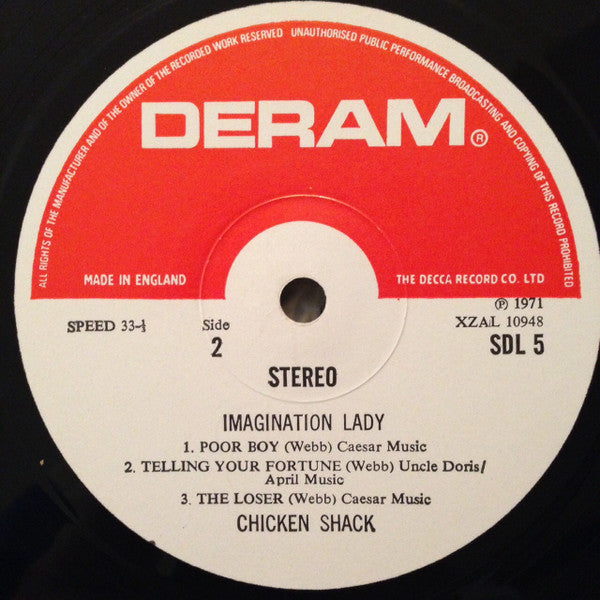 ALL RIGHTS OF THE MANUFACTURER AND OF THE OWNER OF THE RECORDED WORK RESERVED UNAUTHORISED PUBLIC PERFORMANCE BROADCASTING AND COPYING OF THIS RECORD PROHIBITED
DERAM®
MADE IN ENGLAND
THE DECCA RECORD CO. LTD
℗ 1971
SPEED 33-⅓
Side
XZAL 10948
2
SDL 5
STEREO
IMAGINATION LADY
1. POOR BOY (Webb) Caesar Music
2. TELLING YOUR FORTUNE (Webb) Uncle Doris/
April Music
3. THE LOSER (Webb) Caesar Music
CHICKEN SHACK